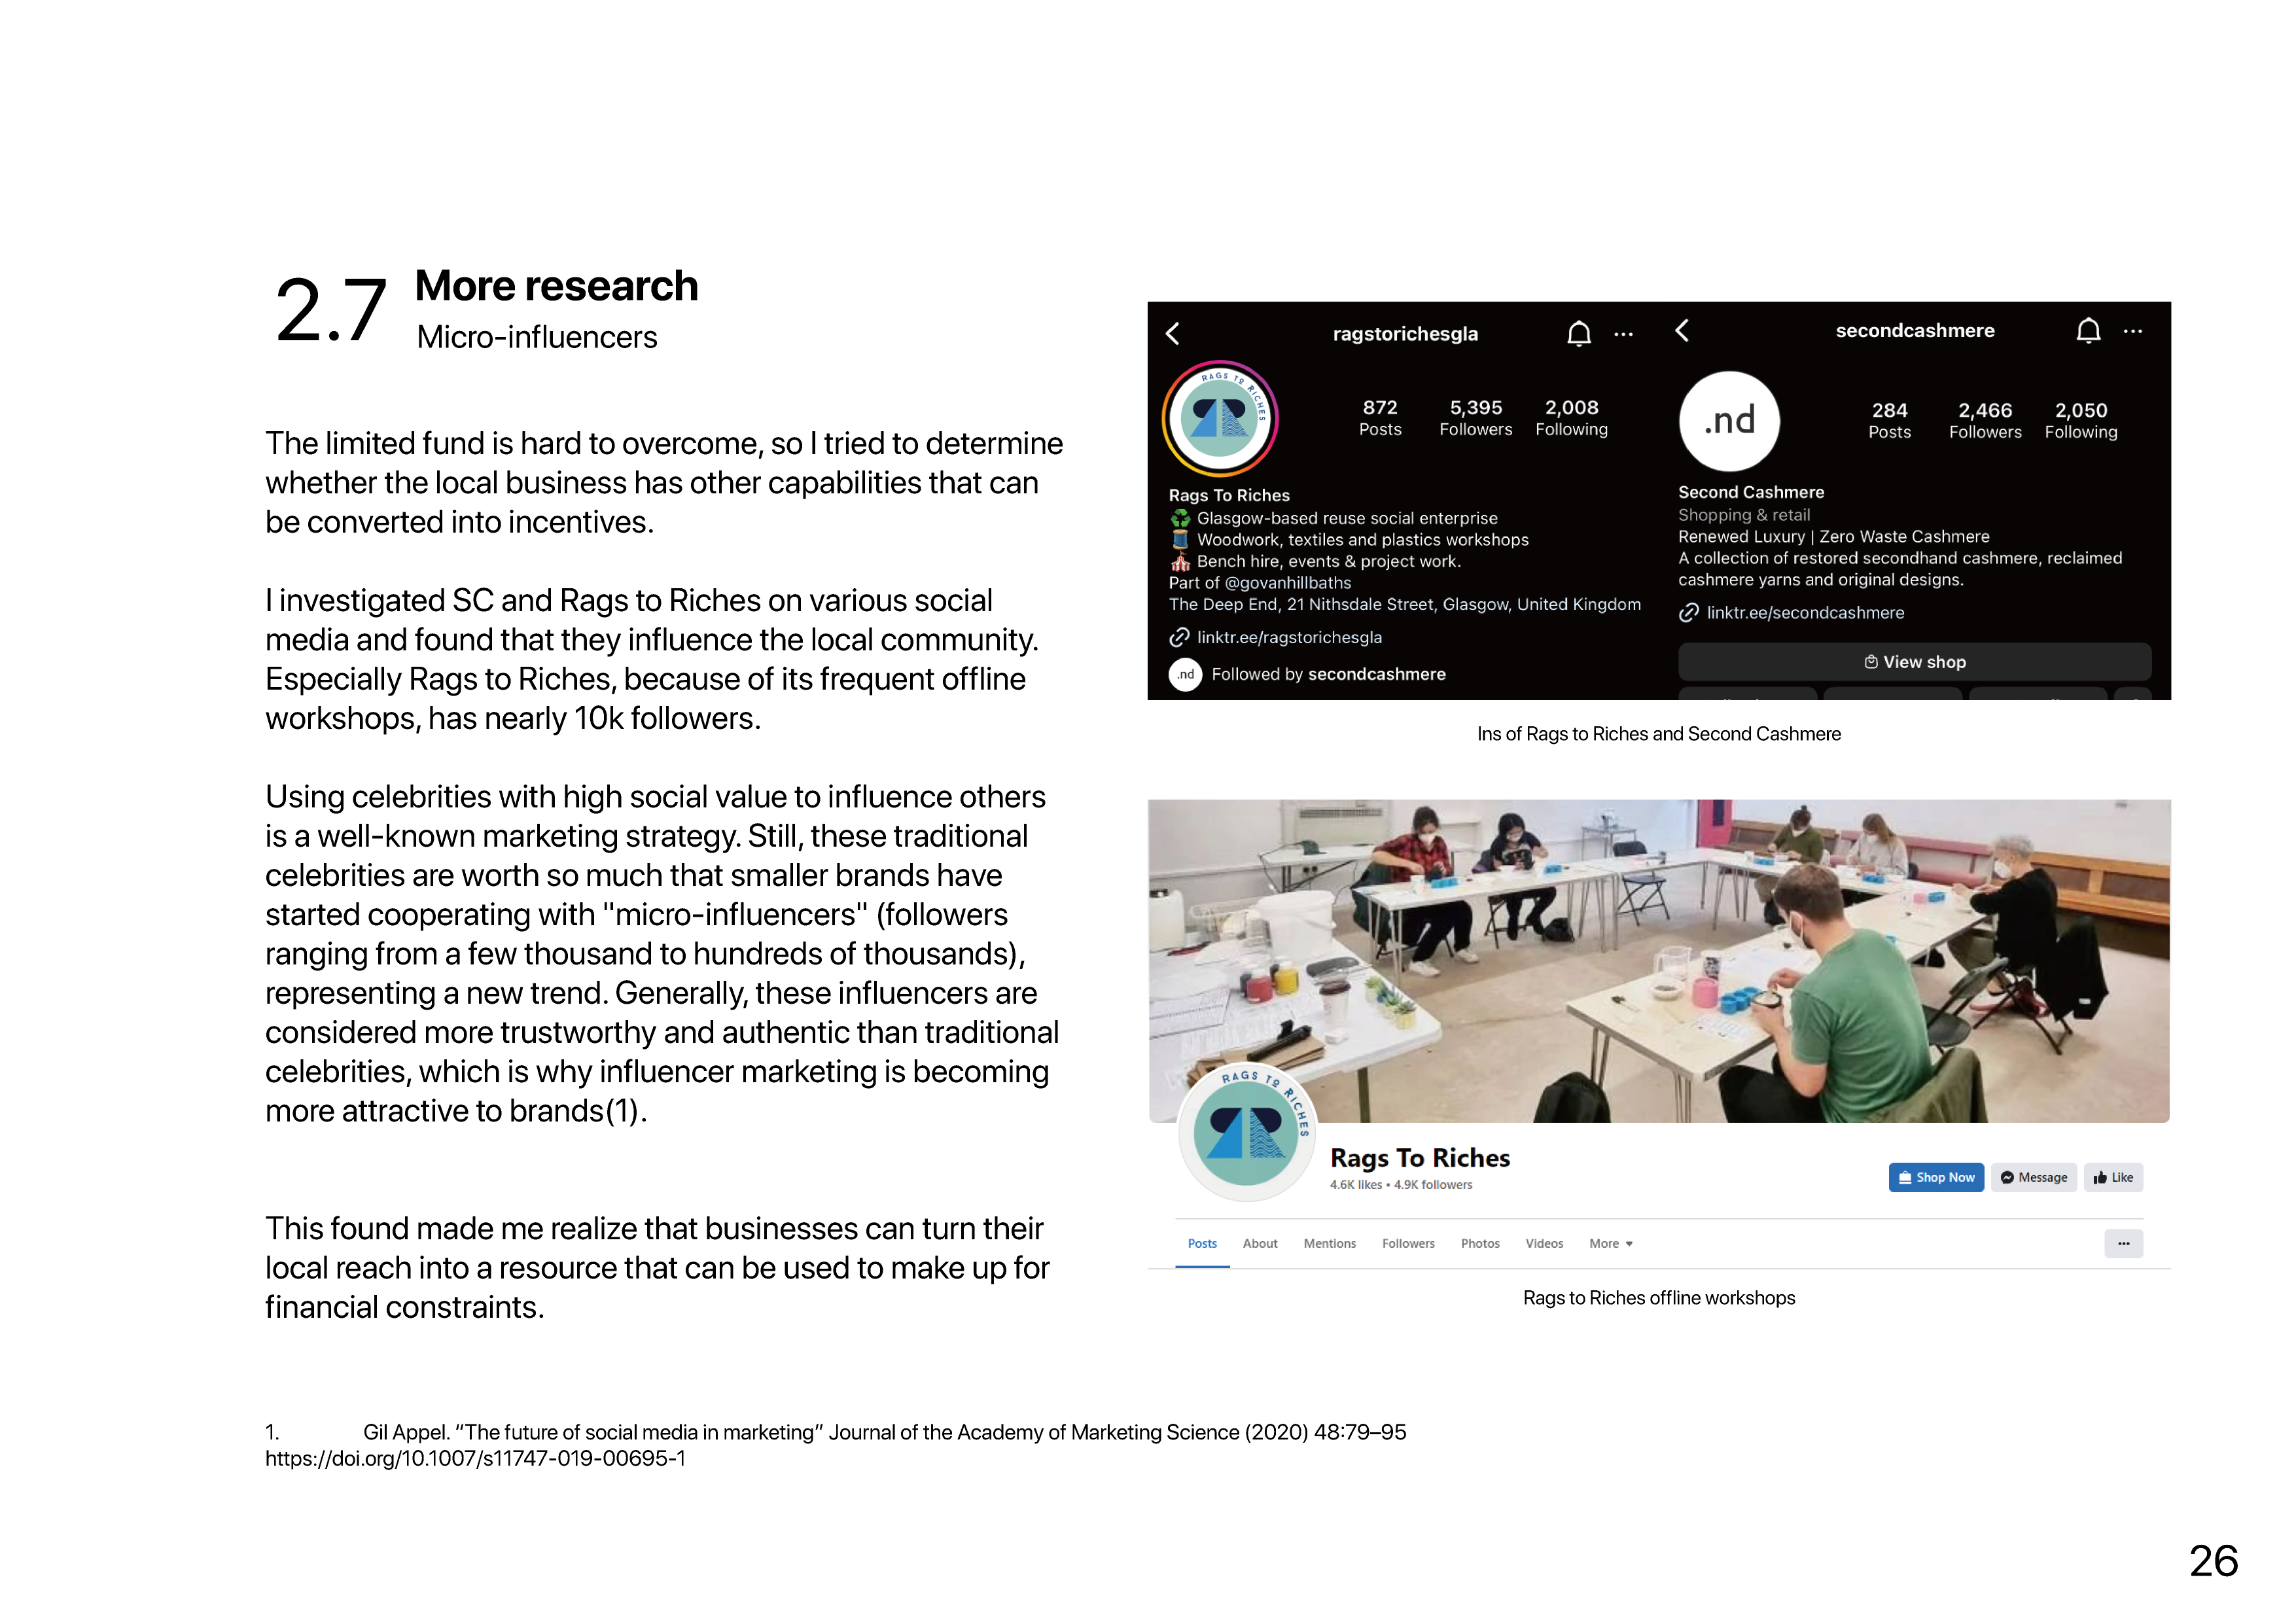 2.7
More research
Micro-influencers
The limited fund is hard to overcome, so I tried to determine
whether the local business has other capabilities that can
be converted into incentives.
I investigated SC and Rags to Riches on various social
media and found that they influence the local community.
Especially Rags to Riches, because of its frequent offline
workshops, has nearly 10k followers.
Using celebrities with high social value to influence others
is a well-known marketing strategy. Still, these traditional
celebrities are worth so much that smaller brands have
started cooperating with "micro-influencers" (followers
ranging from a few thousand to hundreds of thousands),
representing a new trend. Generally, these influencers are
considered more trustworthy and authentic than traditional
celebrities, which is why influencer marketing is becoming
more attractive to brands(1).
This found made me realize that businesses can turn their
local reach into a resource that can be used to make up for
financial constraints.
ragstorichesgla
RAGS TO RICHES
872 5,395 2,008
Posts Followers Following
Rags To Riches
Glasgow-based reuse social enterprise
Woodwork, textiles and plastics workshops
Bench hire, events & project work.
Part of @govanhillbaths
The Deep End, 21 Nithsdale Street, Glasgow, United Kingdom
linktr.ee/ragstorichesgla
.nd Followed by secondcashmere
secondcashmere
.nd
284 2,466 2,050
Posts Followers Following
Second Cashmere
Shopping & retail
Renewed Luxury | Zero Waste Cashmere
A collection of restored secondhand cashmere, reclaimed
cashmere yarns and original designs.
linktr.ee/secondcashmere
View shop
Ins of Rags to Riches and Second Cashmere
RAGS TO RICHES
Rags To Riches
4.6K likes • 4.9K followers
Shop Now Message Like
Posts About Mentions Followers Photos Videos More
Rags to Riches offline workshops
1. Gil Appel. “The future of social media in marketing” Journal of the Academy of Marketing Science (2020) 48:79–95
https://doi.org/10.1007/s11747-019-00695-1
26